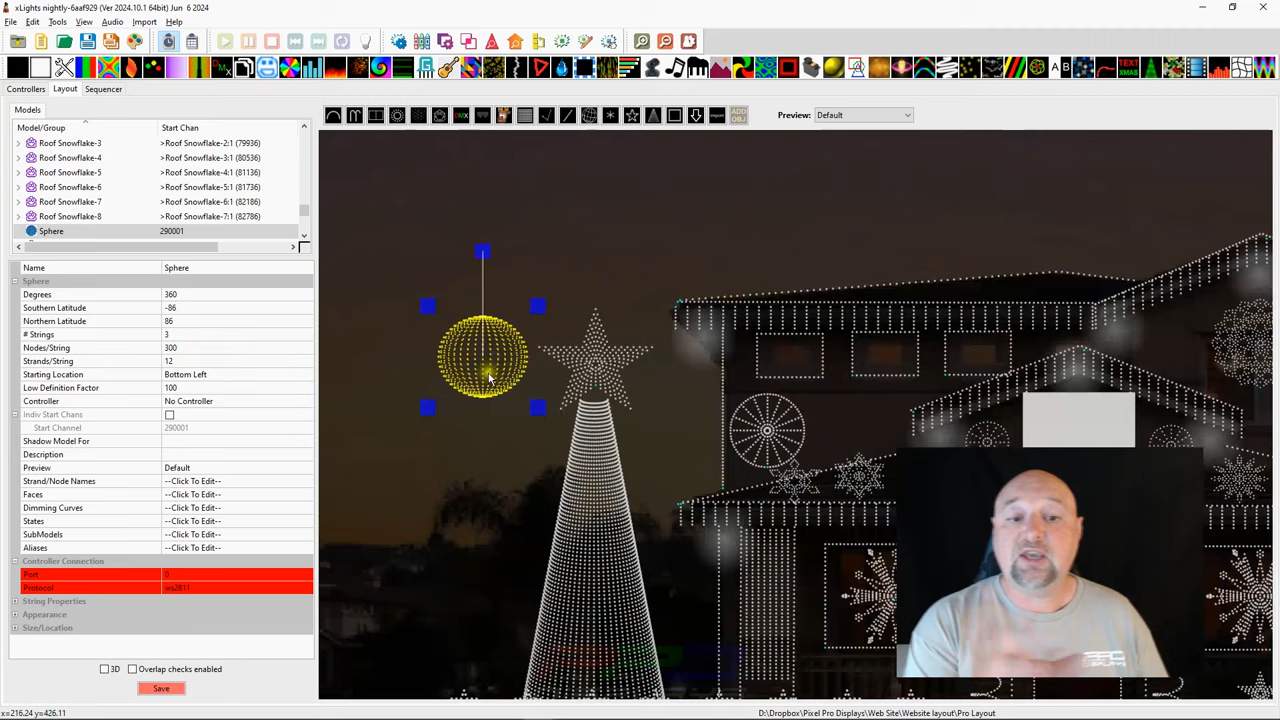 xLights nightly-6aaf929 (Ver 2024.10.1 64bit) Jun 6 2024
File Edit Tools View Audio Import Help
Controllers Layout Sequencer
Models
Preview: Default
Model/Group Start Chan
Roof Snowflake-3 >Roof Snowflake-2:1 (79936)
Roof Snowflake-4 >Roof Snowflake-3:1 (80536)
Roof Snowflake-5 >Roof Snowflake-4:1 (81136)
Roof Snowflake-6 >Roof Snowflake-5:1 (81736)
Roof Snowflake-7 >Roof Snowflake-6:1 (82186)
Roof Snowflake-8 >Roof Snowflake-7:1 (82786)
Sphere 290001
Name Sphere
Sphere
Degrees 360
Southern Latitude -86
Northern Latitude 86
# Strings 3
Nodes/String 300
Strands/String 12
Starting Location Bottom Left
Low Definition Factor 100
Controller No Controller
Indiv Start Chans
Start Channel 290001
Shadow Model For
Description
Preview Default
Strand/Node Names --Click To Edit--
Faces --Click To Edit--
Dimming Curves --Click To Edit--
States --Click To Edit--
SubModels --Click To Edit--
Aliases --Click To Edit--
Controller Connection
Port 0
Protocol ws2811
String Properties
Appearance
Size/Location
3D Overlap checks enabled
Save
x=216.24 y=426.11 D:\Dropbox\Pixel Pro Displays\Web Site\Website layout\Pro Layout